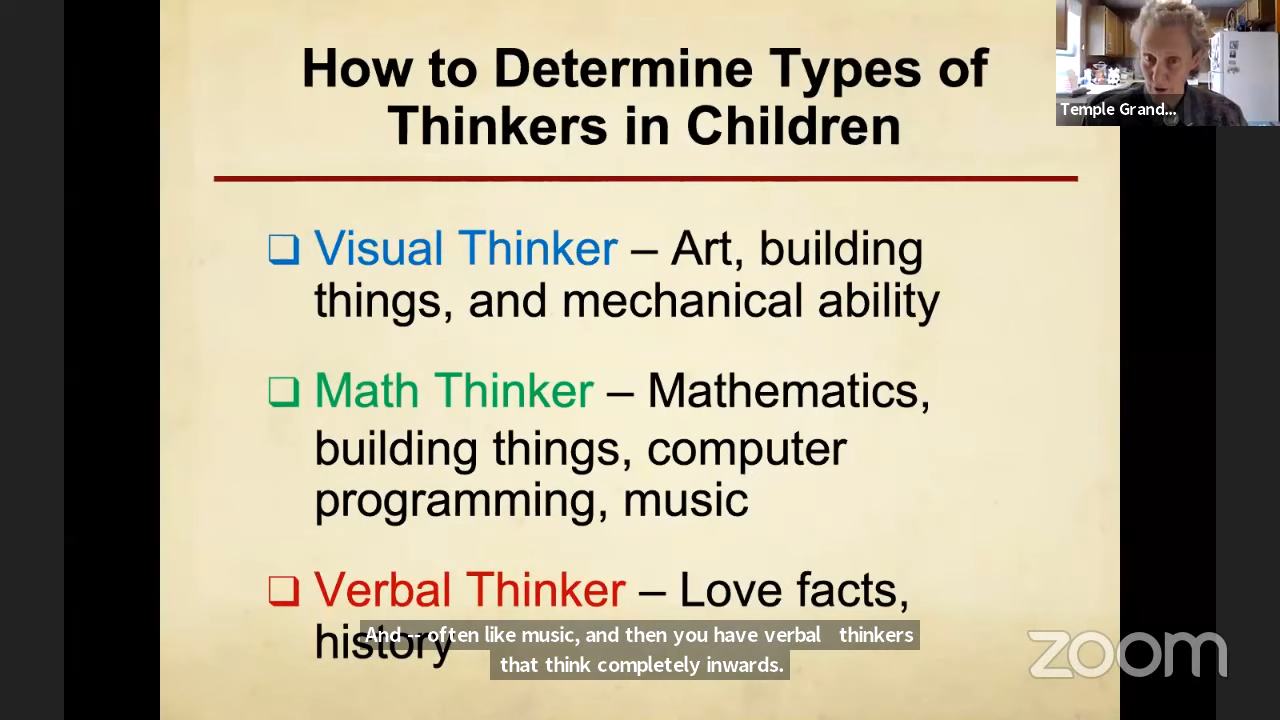 How to Determine Types of
Thinkers in Children
Temple Grand...
❑ Visual Thinker – Art, building
things, and mechanical ability
❑ Math Thinker – Mathematics,
building things, computer
programming, music
❑ Verbal Thinker – Love facts,
history
And -- often like music, and then you have verbal thinkers
that think completely inwards.
zoom